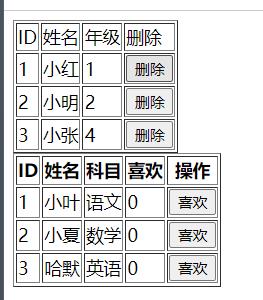 ID 姓名 年级 删除
1 小红 1 删除
2 小明 2 删除
3 小张 4 删除
ID 姓名 科目 喜欢 操作
1 小叶 语文 0 喜欢
2 小夏 数学 0 喜欢
3 哈默 英语 0 喜欢